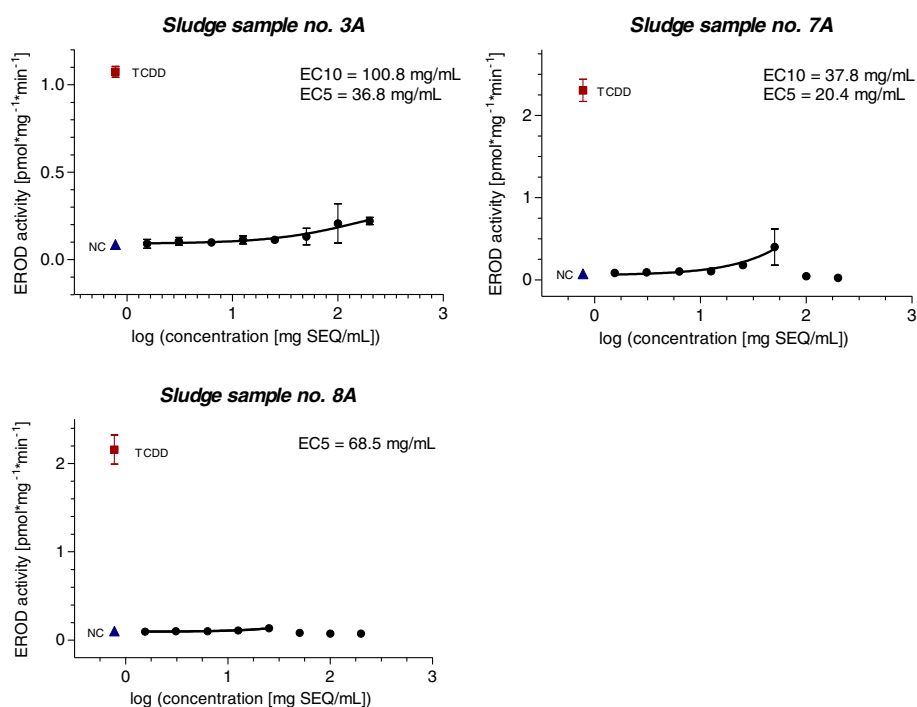 Sludge sample no. 3A
EROD activity [pmol*mg⁻¹*min⁻¹]
1.0
0.5
0.0
TCDD
EC10 = 100.8 mg/mL
EC5 = 36.8 mg/mL
NC
0 1 2 3
log (concentration [mg SEQ/mL])
Sludge sample no. 7A
EROD activity [pmol*mg⁻¹*min⁻¹]
2
1
0
TCDD
EC10 = 37.8 mg/mL
EC5 = 20.4 mg/mL
NC
0 1 2 3
log (concentration [mg SEQ/mL])
Sludge sample no. 8A
EROD activity [pmol*mg⁻¹*min⁻¹]
2
1
0
TCDD
EC5 = 68.5 mg/mL
NC
0 1 2 3
log (concentration [mg SEQ/mL])